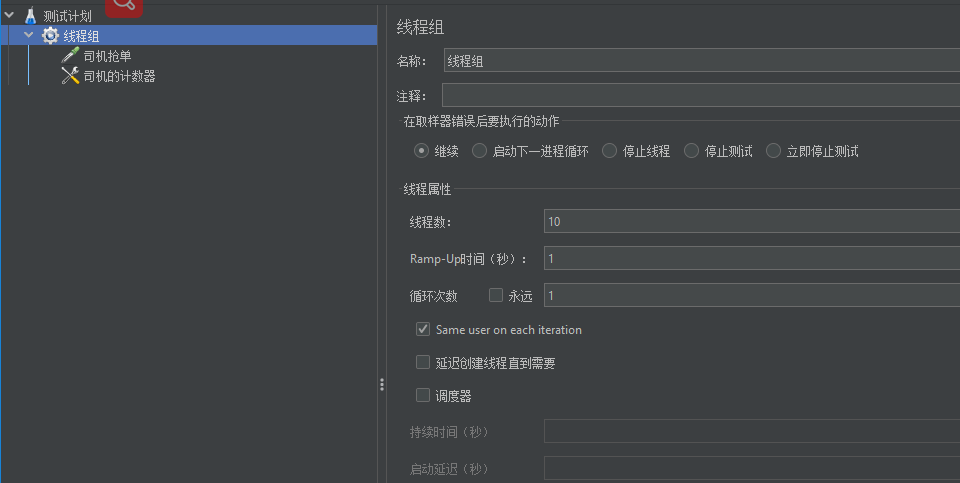 测试计划
线程组
司机抢单
司机的计数器
线程组
名称： 线程组
注释：
在取样器错误后要执行的动作
继续 启动下一进程循环 停止线程 停止测试 立即停止测试
线程属性
线程数： 10
Ramp-Up时间（秒）： 1
循环次数 永远 1
Same user on each iteration
延迟创建线程直到需要
调度器
持续时间（秒）
启动延迟（秒）